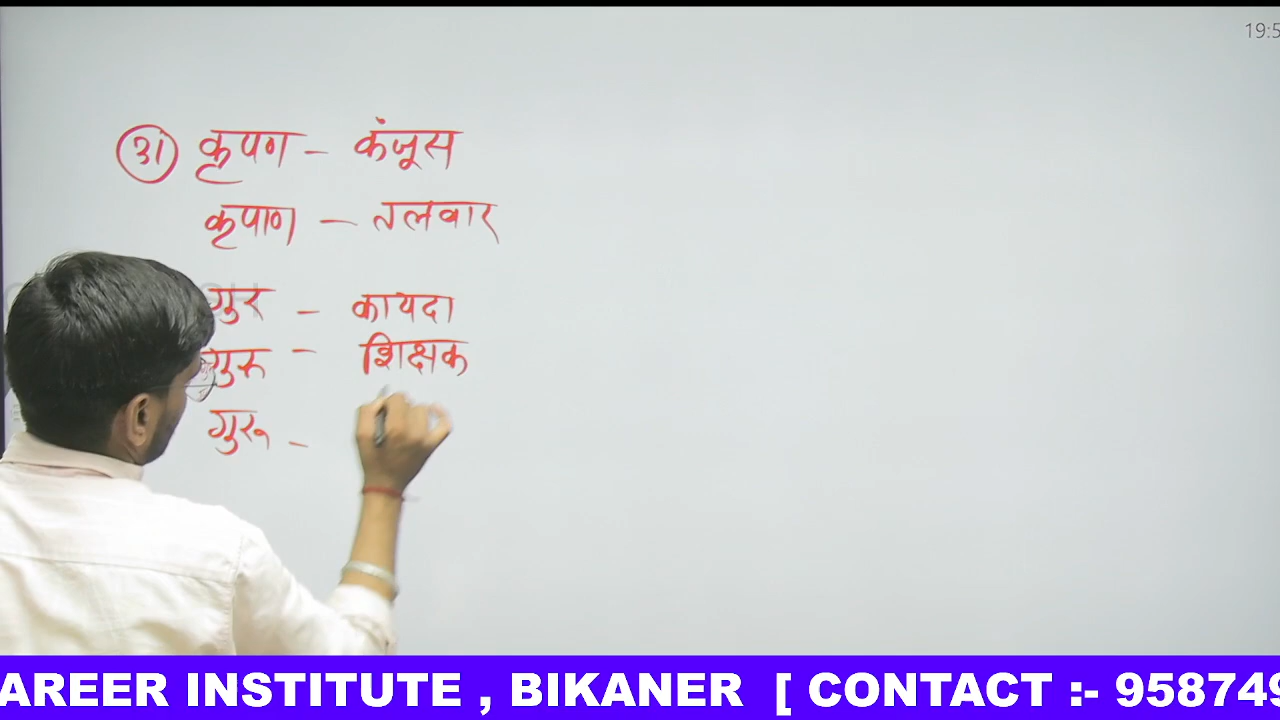 19:5
31 कृपण – कंजूस
कृपाण – तलवार
गुर – कायदा
गुरु – शिक्षक
गुरू –
AREER INSTITUTE , BIKANER [ CONTACT :- 958749